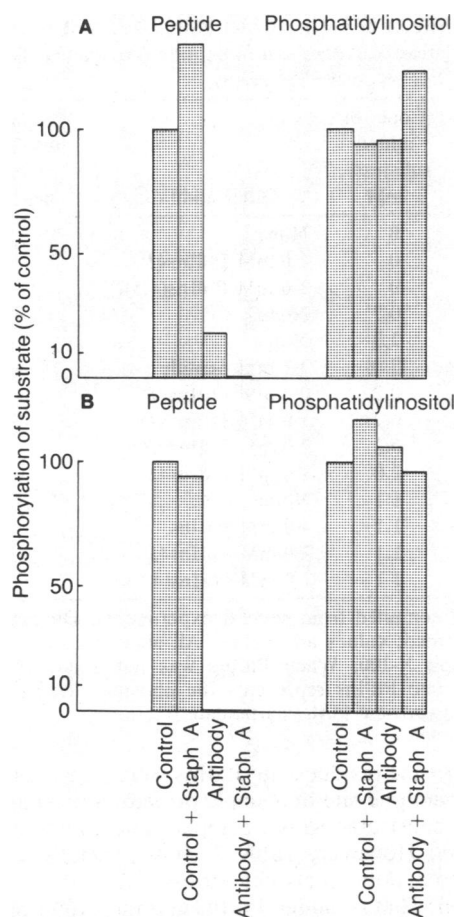 A Peptide Phosphatidylinositol
100
50
10
0
B Peptide Phosphatidylinositol
100
50
10
0
Phosphorylation of substrate (% of control)
Control
Control + Staph A
Antibody
Antibody + Staph A
Control
Control + Staph A
Antibody
Antibody + Staph A